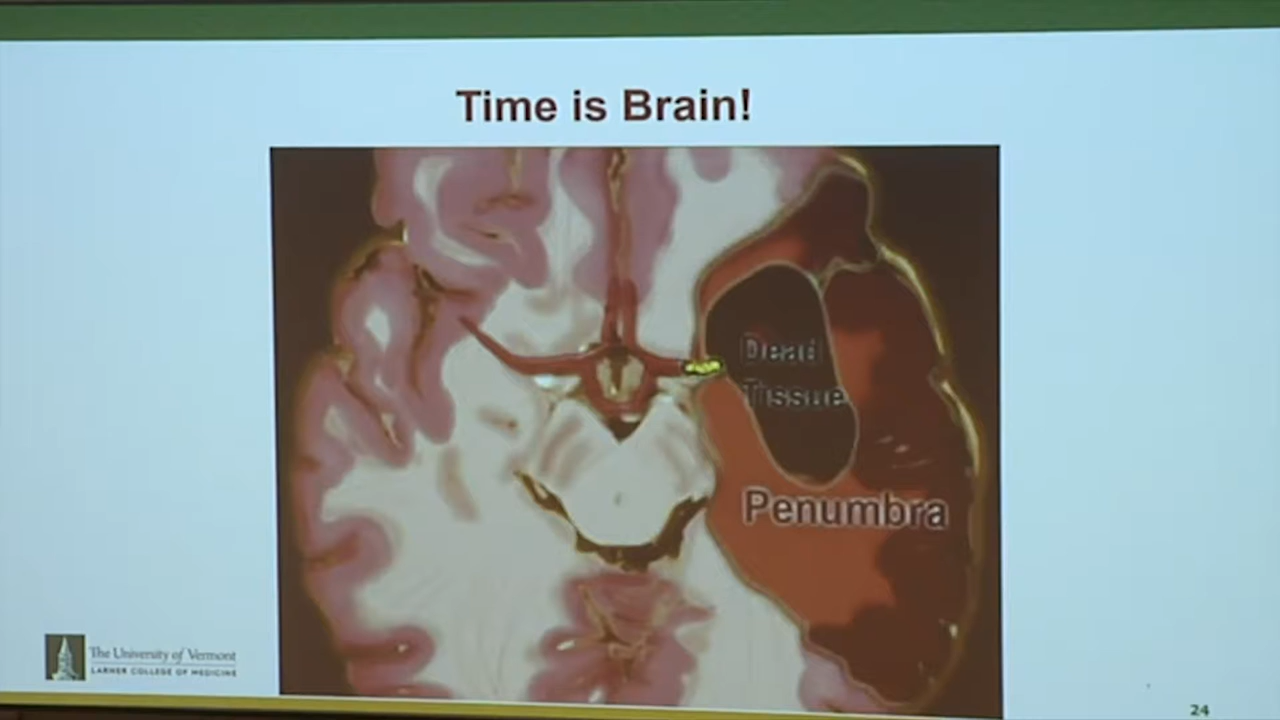 Time is Brain!
Dead
Tissue
Penumbra
The University of Vermont
LARNER COLLEGE OF MEDICINE
24